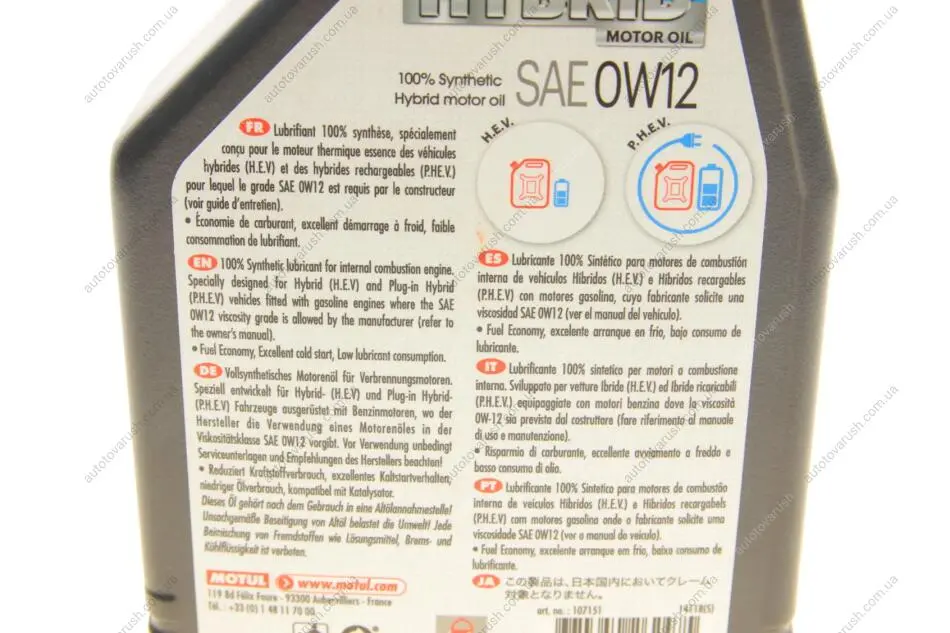 HYBRID
MOTOR OIL
100% Synthetic
Hybrid motor oil
SAE 0W12
FR Lubrifiant 100% synthèse, spécialement
conçu pour le moteur thermique essence des véhicules
hybrides (H.E.V) et des hybrides rechargeables (P.H.E.V.)
pour lequel le grade SAE 0W12 est requis par le constructeur
(voir guide d'entretien).
• Économie de carburant, excellent démarrage à froid, faible
consommation de lubrifiant.
H.E.V.
P.H.E.V.
EN 100% Synthetic lubricant for internal combustion engine.
Specially designed for Hybrid (H.E.V) and Plug-in Hybrid
(P.H.E.V) vehicles fitted with gasoline engines where the SAE
0W12 viscosity grade is allowed by the manufacturer (refer to
the owner's manual).
• Fuel Economy, Excellent cold start, Low lubricant consumption.
DE Vollsynthetisches Motorenöl für Verbrennungsmotoren.
Speziell entwickelt für Hybrid- (H.E.V) und Plug-in Hybrid-
(P.H.E.V) Fahrzeuge ausgerüstet mit Benzinmotoren, wo der
Hersteller die Verwendung eines Motorenöles in der
Viskositätsklasse SAE 0W12 vorgibt. Vor Verwendung unbedingt
Serviceunterlagen und Empfehlungen des Herstellers beachten!
• Reduziert Kraftstoffverbrauch, exzellentes Kaltstartverhalten,
niedriger Ölverbrauch, kompatibel mit Katalysator.
Dieses Öl gehört nach dem Gebrauch in eine Altölannahmestelle!
Unsachgemäße Beseitigung von Altöl belastet die Umwelt! Jede
Beimischung von Fremdstoffen wie Lösungsmittel, Brems- und
Kühlflüssigkeit ist verboten.
ES Lubricante 100% Sintético para motores de combustión
interna de vehículos Híbridos (H.E.V.) e Híbridos recargables
(P.H.E.V) con motores gasolina, cuyo fabricante solicite una
viscosidad SAE 0W12 (ver el manual del vehículo).
• Fuel Economy, excelente arranque en frío, bajo consumo de
lubricante.
IT Lubrificante 100% sintetico per motori a combustione
interna. Sviluppato per vetture Ibride (H.E.V.) ed Ibride ricaricabili
(P.H.E.V.) equipaggiate con motori benzina dove la viscosità
0W-12 sia prevista dal costruttore (fare riferimento al manuale
di uso e manutenzione).
• Risparmio di carburante, eccellente avviamento a freddo e
basso consumo di olio.
PT Lubrificante 100% Sintetico para motores de combustão
interna de veículos Híbridos (H.E.V.) e Híbridos recargabels
(P.H.E.V) com motores gasolina onde o fabricante solicite uma
viscosidade SAE 0W12 (ver o manual do veículo).
• Fuel Economy, excelente arranque em frio, baixo consumo de
lubrificante.
JA この製品は、日本国内においてクレーム
対象となりません。
MOTUL www.motul.com
119 Bd Félix Faure - 93300 Aubervilliers - France
Tél. : +33 (0) 1 48 11 70 00
art. no. : 107151
14718(S)
autotovarush.com.ua